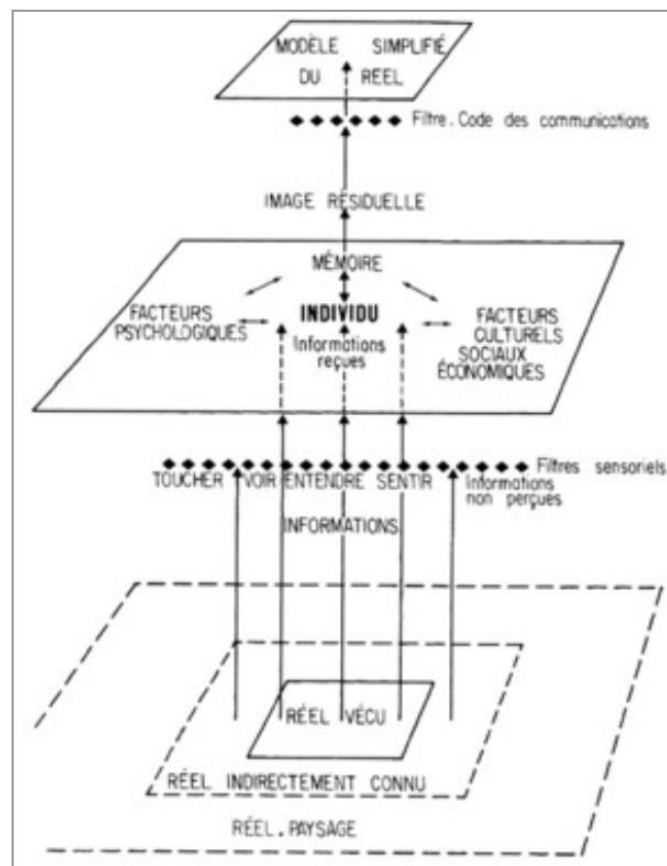 MODÈLE SIMPLIFIÉ
DU RÉEL
Filtre. Code des communications
IMAGE RÉSIDUELLE
MÉMOIRE
FACTEURS
PSYCHOLOGIQUES
INDIVIDU
Informations
reçues
FACTEURS
CULTURELS
SOCIAUX
ÉCONOMIQUES
Filtres sensoriels
TOUCHER VOIR ENTENDRE SENTIR
Informations
non perçues
INFORMATIONS
RÉEL VÉCU
RÉEL INDIRECTEMENT CONNU
RÉEL. PAYSAGE